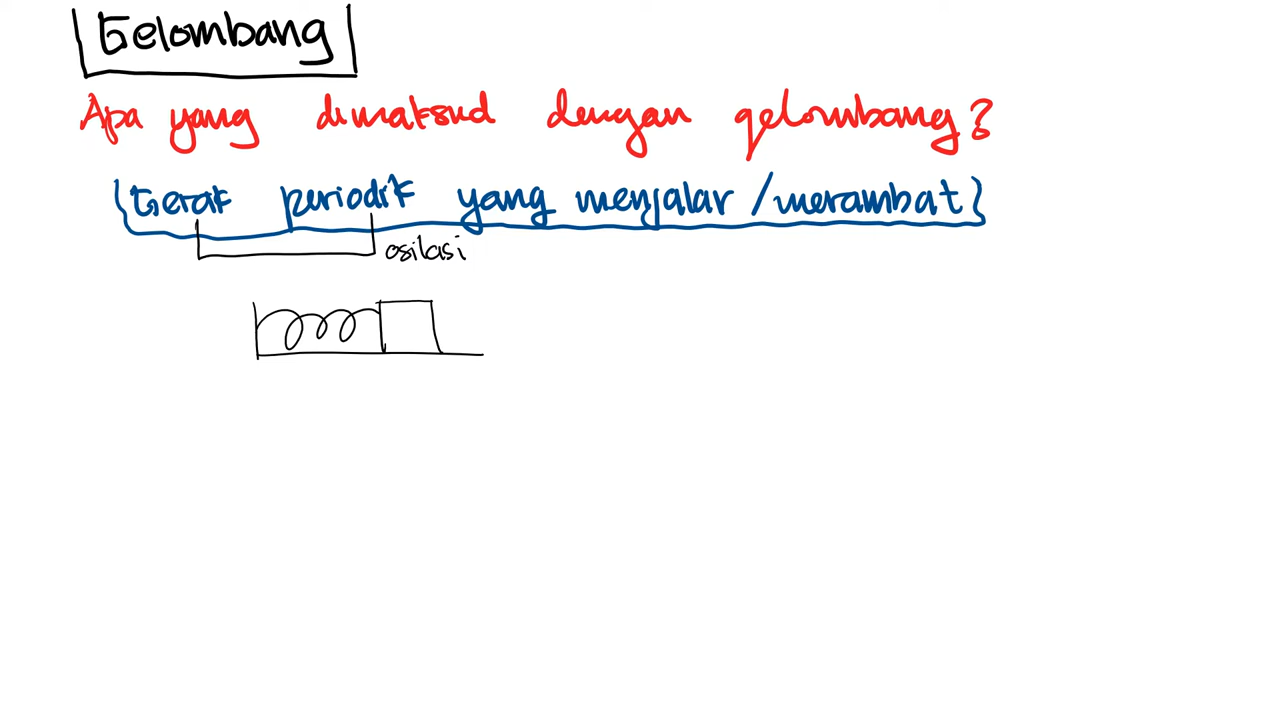 Gelombang
Apa yang dimaksud dengan gelombang?
Gerak periodik yang menjalar/merambat
osilasi